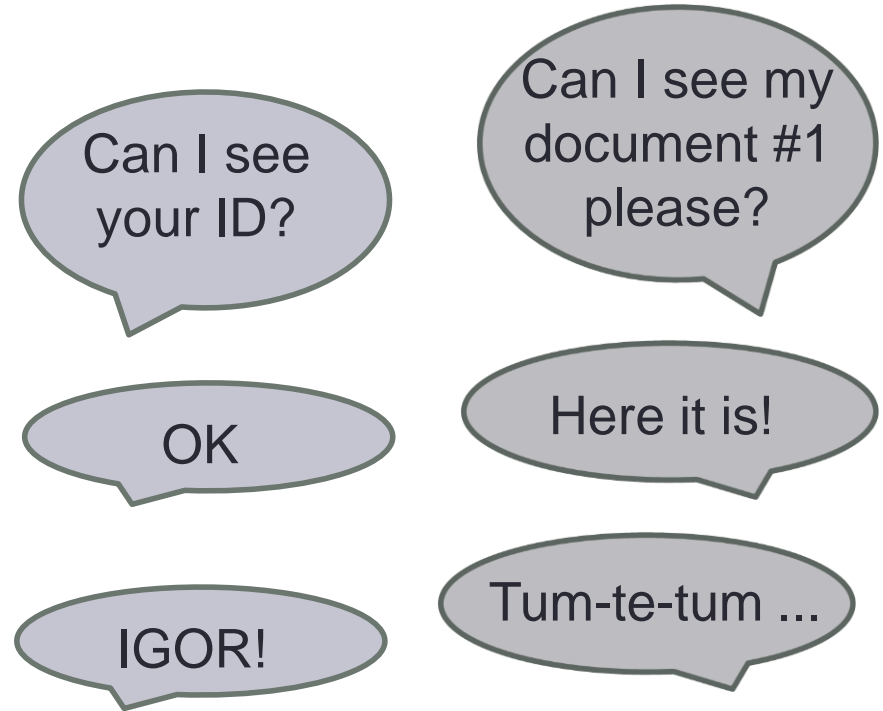 Can I see my
document #1
please?
Can I see
your ID?
Here it is!
OK
Tum-te-tum ...
IGOR!